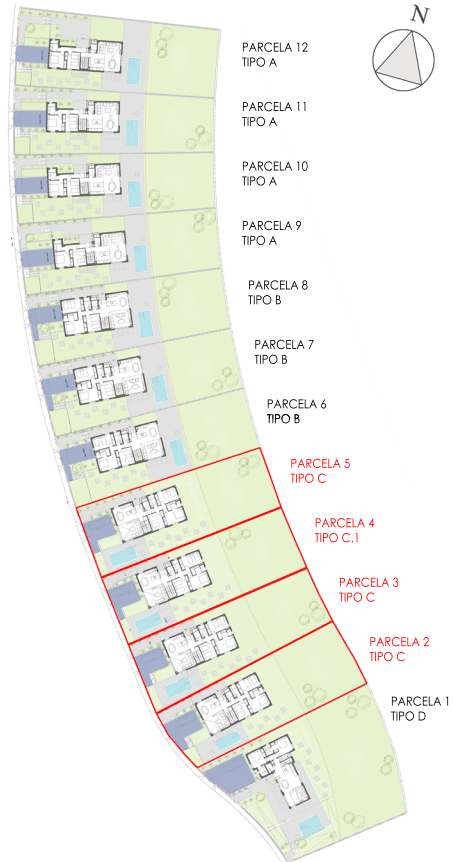 N
PARCELA 12
TIPO A
PARCELA 11
TIPO A
PARCELA 10
TIPO A
PARCELA 9
TIPO A
PARCELA 8
TIPO B
PARCELA 7
TIPO B
PARCELA 6
TIPO B
PARCELA 5
TIPO C
PARCELA 4
TIPO C.1
PARCELA 3
TIPO C
PARCELA 2
TIPO C
PARCELA 1
TIPO D